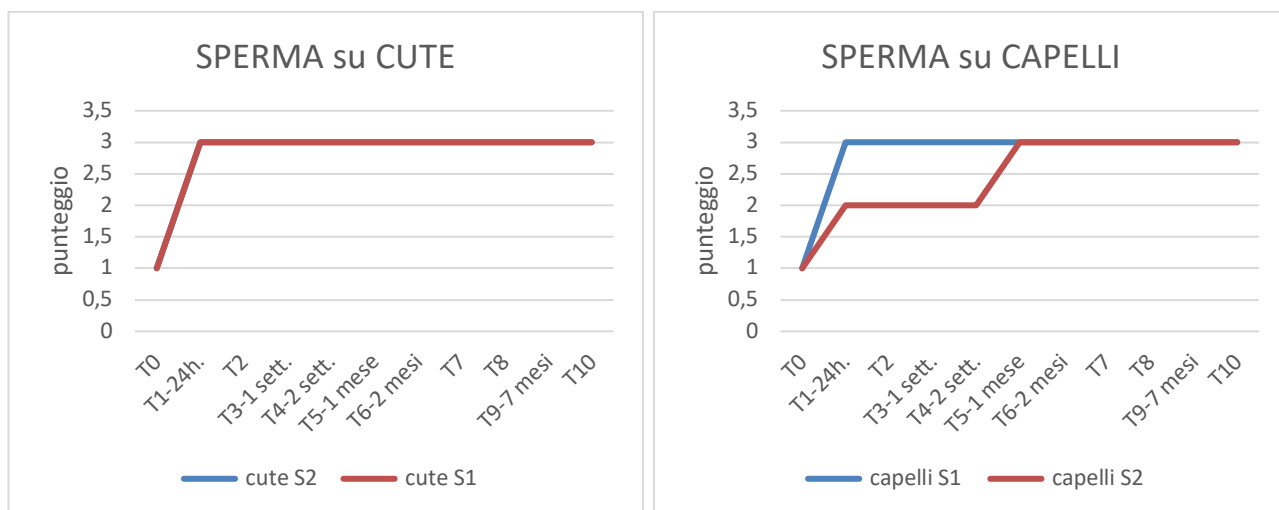 SPERMA su CUTE
punteggio
3,5
3
2,5
2
1,5
1
0,5
0
T0
T1-24h.
T2
T3-1 sett.
T4-2 sett.
T5-1 mese
T6-2 mesi
T7
T8
T9-7 mesi
T10
cute S2 cute S1
SPERMA su CAPELLI
punteggio
3,5
3
2,5
2
1,5
1
0,5
0
T0
T1-24h.
T2
T3-1 sett.
T4-2 sett.
T5-1 mese
T6-2 mesi
T7
T8
T9-7 mesi
T10
capelli S1 capelli S2